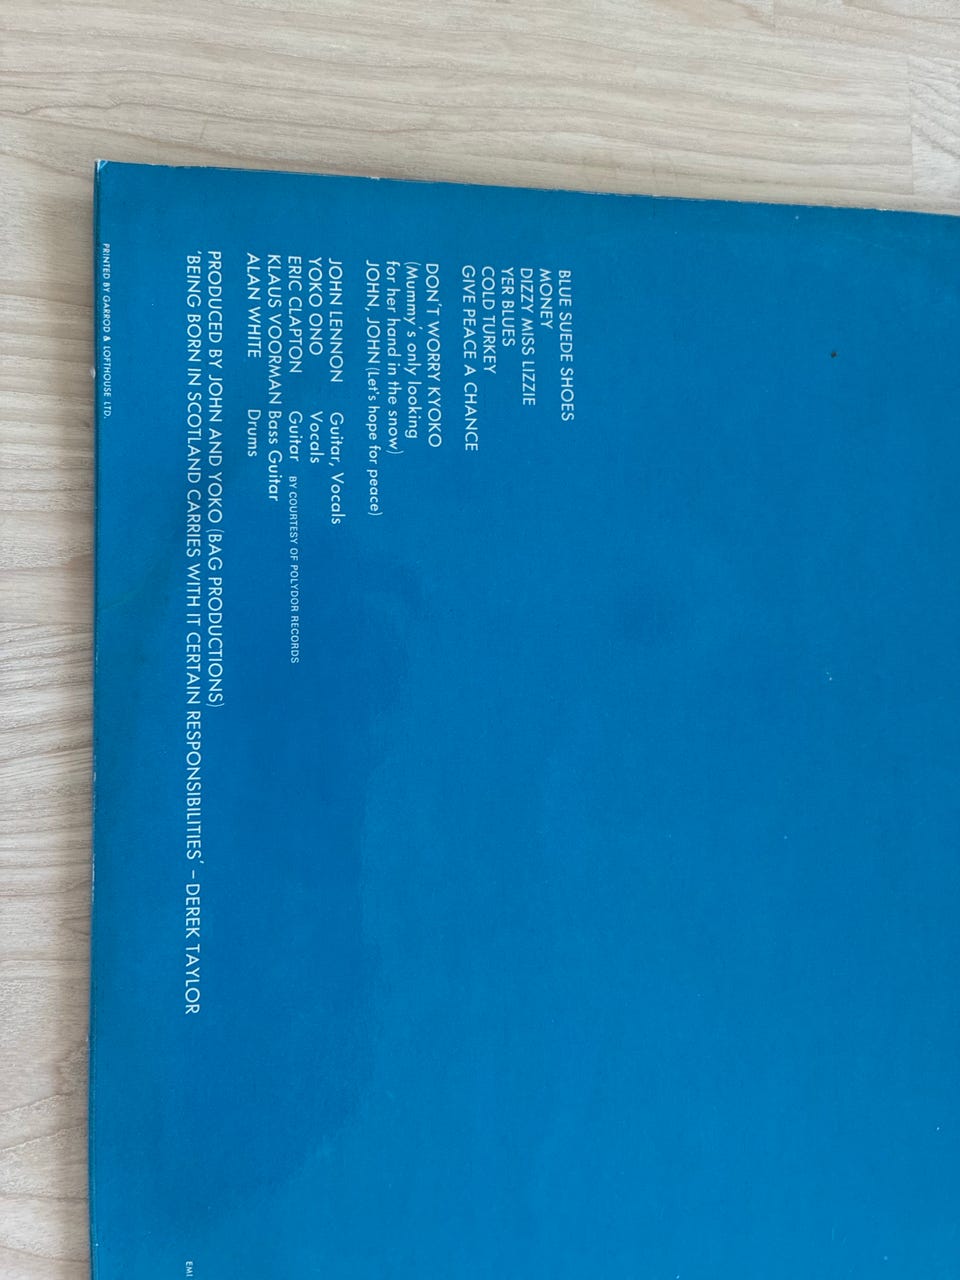 BLUE SUEDE SHOES
MONEY
DIZZY MISS LIZZIE
YER BLUES
COLD TURKEY
GIVE PEACE A CHANCE
DON'T WORRY KYOKO
(Mummy's only looking
for her hand in the snow)
JOHN, JOHN (Let's hope for peace)
JOHN LENNON Guitar, Vocals
YOKO ONO Vocals
ERIC CLAPTON Guitar BY COURTESY OF POLYDOR RECORDS
KLAUS VOORMAN Bass Guitar
ALAN WHITE Drums
PRODUCED BY JOHN AND YOKO (BAG PRODUCTIONS)
'BEING BORN IN SCOTLAND CARRIES WITH IT CERTAIN RESPONSIBILITIES' – DEREK TAYLOR
EMI
PRINTED BY GARROD & LOFTHOUSE LTD.